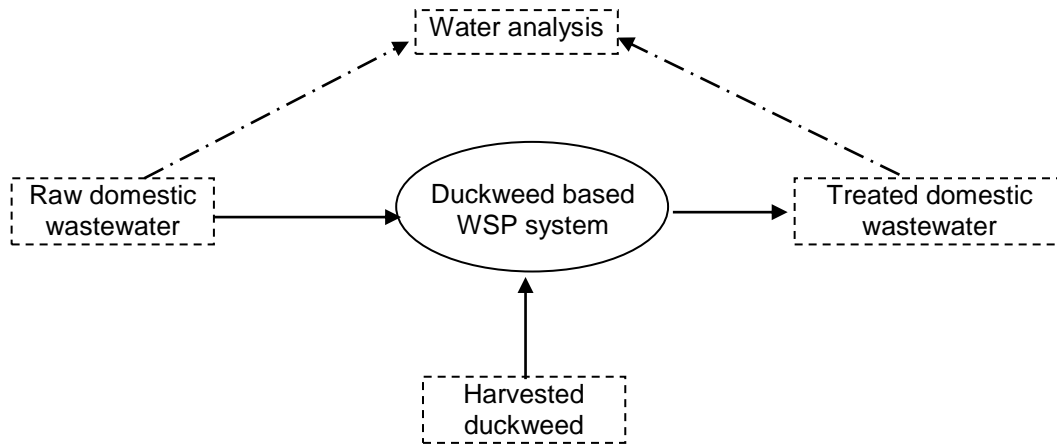 Water analysis
Raw domestic
wastewater
Duckweed based
WSP system
Treated domestic
wastewater
Harvested
duckweed